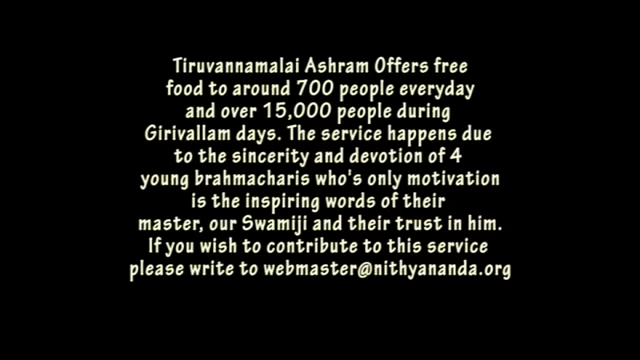 Tiruvannamalai Ashram Offers free
food to around 700 people everyday
and over 15,000 people during
Girivallam days. The service happens due
to the sincerity and devotion of 4
young brahmacharis who's only motivation
is the inspiring words of their
master, our Swamiji and their trust in him.
If you wish to contribute to this service
please write to webmaster@nithyananda.org